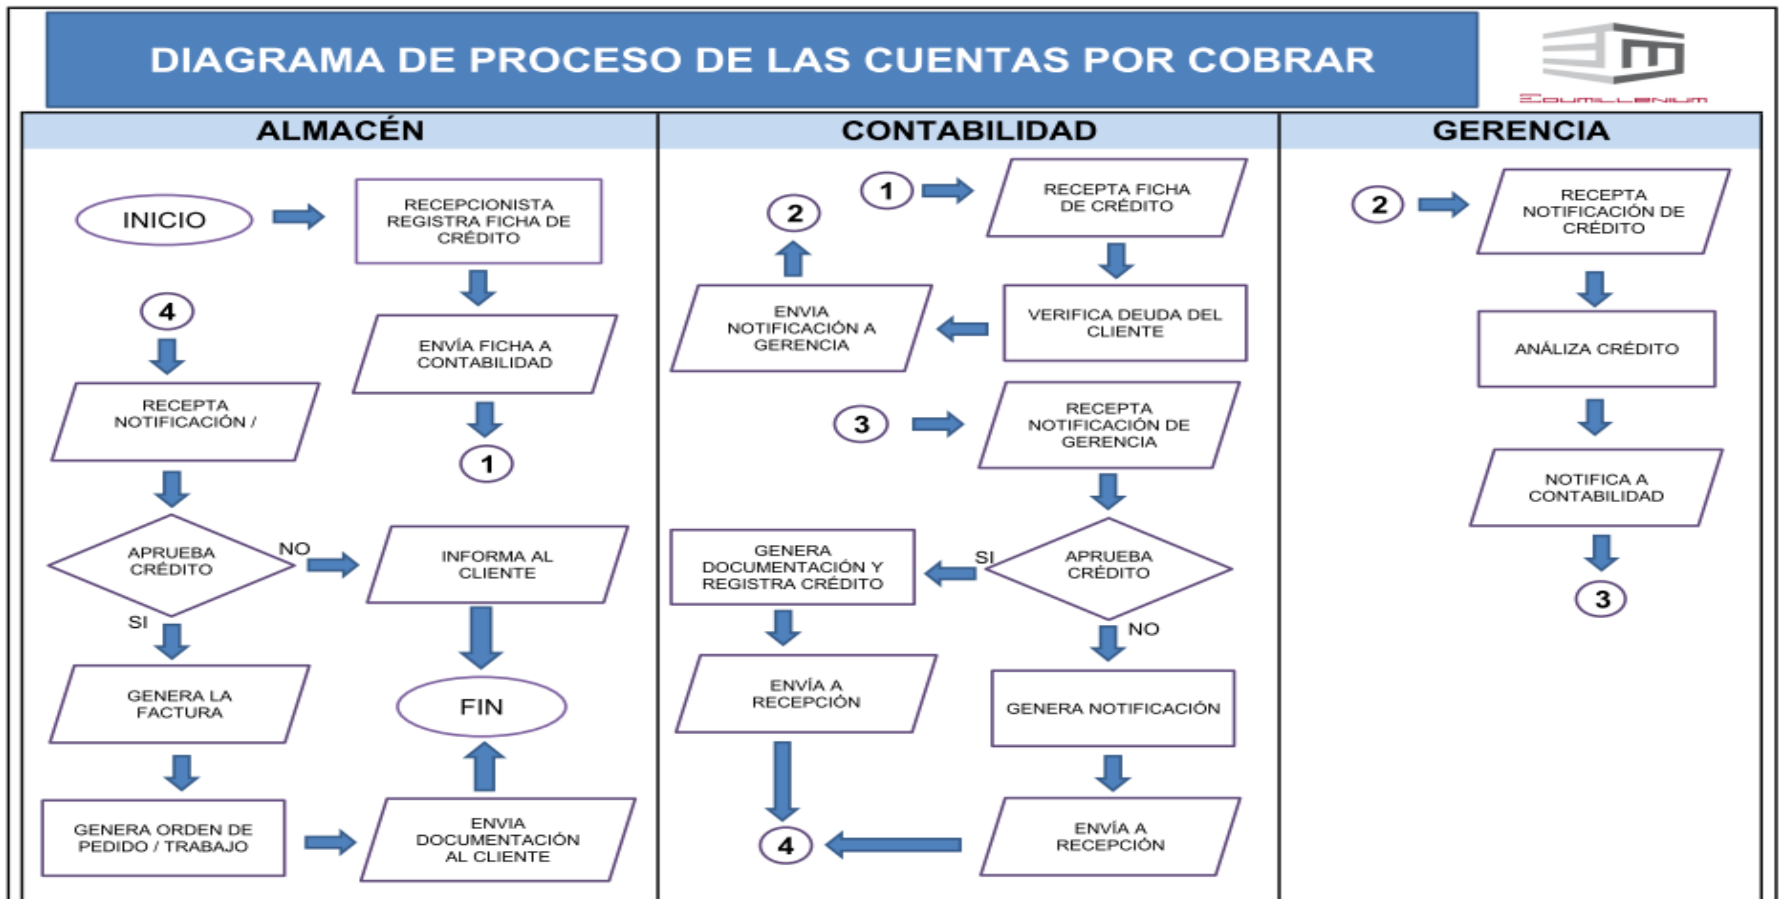 DIAGRAMA DE PROCESO DE LAS CUENTAS POR COBRAR
EDUMILLENIUM
ALMACÉN
INICIO
RECEPCIONISTA
REGISTRA FICHA DE
CRÉDITO
4
ENVÍA FICHA A
CONTABILIDAD
RECEPTA
NOTIFICACIÓN /
1
APRUEBA
CRÉDITO
NO
INFORMA AL
CLIENTE
SI
GENERA LA
FACTURA
FIN
GENERA ORDEN DE
PEDIDO / TRABAJO
ENVIA
DOCUMENTACIÓN
AL CLIENTE
CONTABILIDAD
1
RECEPTA FICHA
DE CRÉDITO
2
ENVIA
NOTIFICACIÓN A
GERENCIA
VERIFICA DEUDA DEL
CLIENTE
3
RECEPTA
NOTIFICACIÓN DE
GERENCIA
GENERA
DOCUMENTACIÓN Y
REGISTRA CRÉDITO
SI
APRUEBA
CRÉDITO
NO
ENVÍA A
RECEPCIÓN
GENERA NOTIFICACIÓN
4
ENVÍA A
RECEPCIÓN
GERENCIA
2
RECEPTA
NOTIFICACIÓN DE
CRÉDITO
ANÁLIZA CRÉDITO
NOTIFICA A
CONTABILIDAD
3